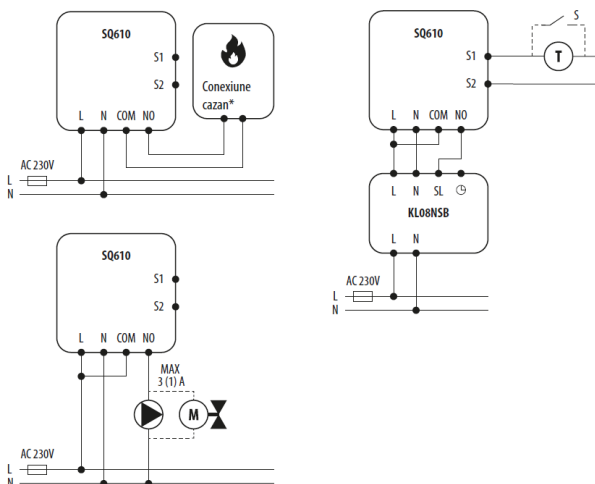 SQ610
S1
S2
L N COM NO
Conexiune
cazan*
AC 230V
L
N
SQ610
S1
S2
L N COM NO
MAX
3 (1) A
M
AC 230V
L
N
SQ610
S1
S2
L N COM NO
S
T
L N SL
KL08NSB
L N
AC 230V
L
N